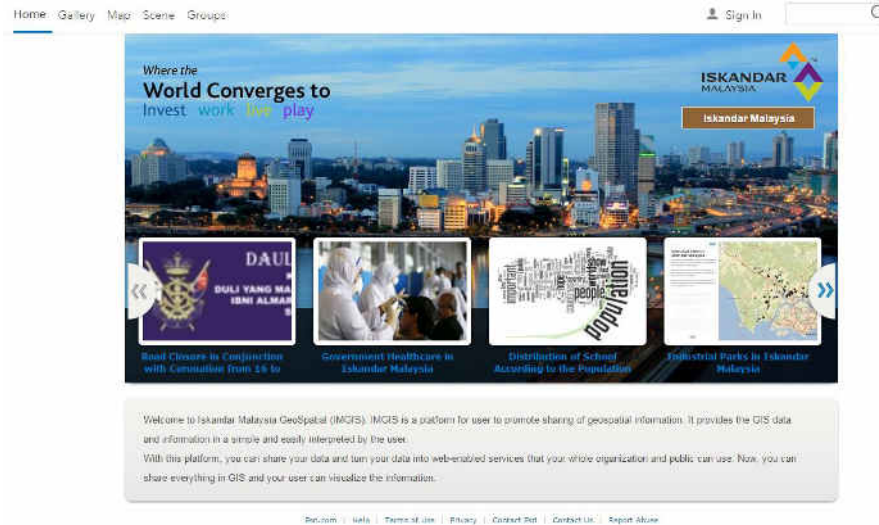 Home Gallery Map Scene Groups
Sign In
Where the
World Converges to
Invest work live play
ISKANDAR
MALAYSIA
Iskandar Malaysia
DAUL
DULI YANG MA
IBNI ALMAR
S
important
people
population
Road Closure in Conjunction
with Coronation from 16 to
Government Healthcare in
Iskandar Malaysia
Distribution of School
According to the Population
Industrial Parks in Iskandar
Malaysia
Welcome to Iskandar Malaysia GeoSpatial (IMGIS). IMGIS is a platform for user to promote sharing of geospatial information. It provides the GIS data
and information in a simple and easily interpreted by the user.
With this platform, you can share your data and turn your data into web-enabled services that your whole organization and public can use. Now, you can
share everything in GIS and your user can visualize the information.
Esri.com | Help | Terms of Use | Privacy | Contact Esri | Contact Us | Report Abuse